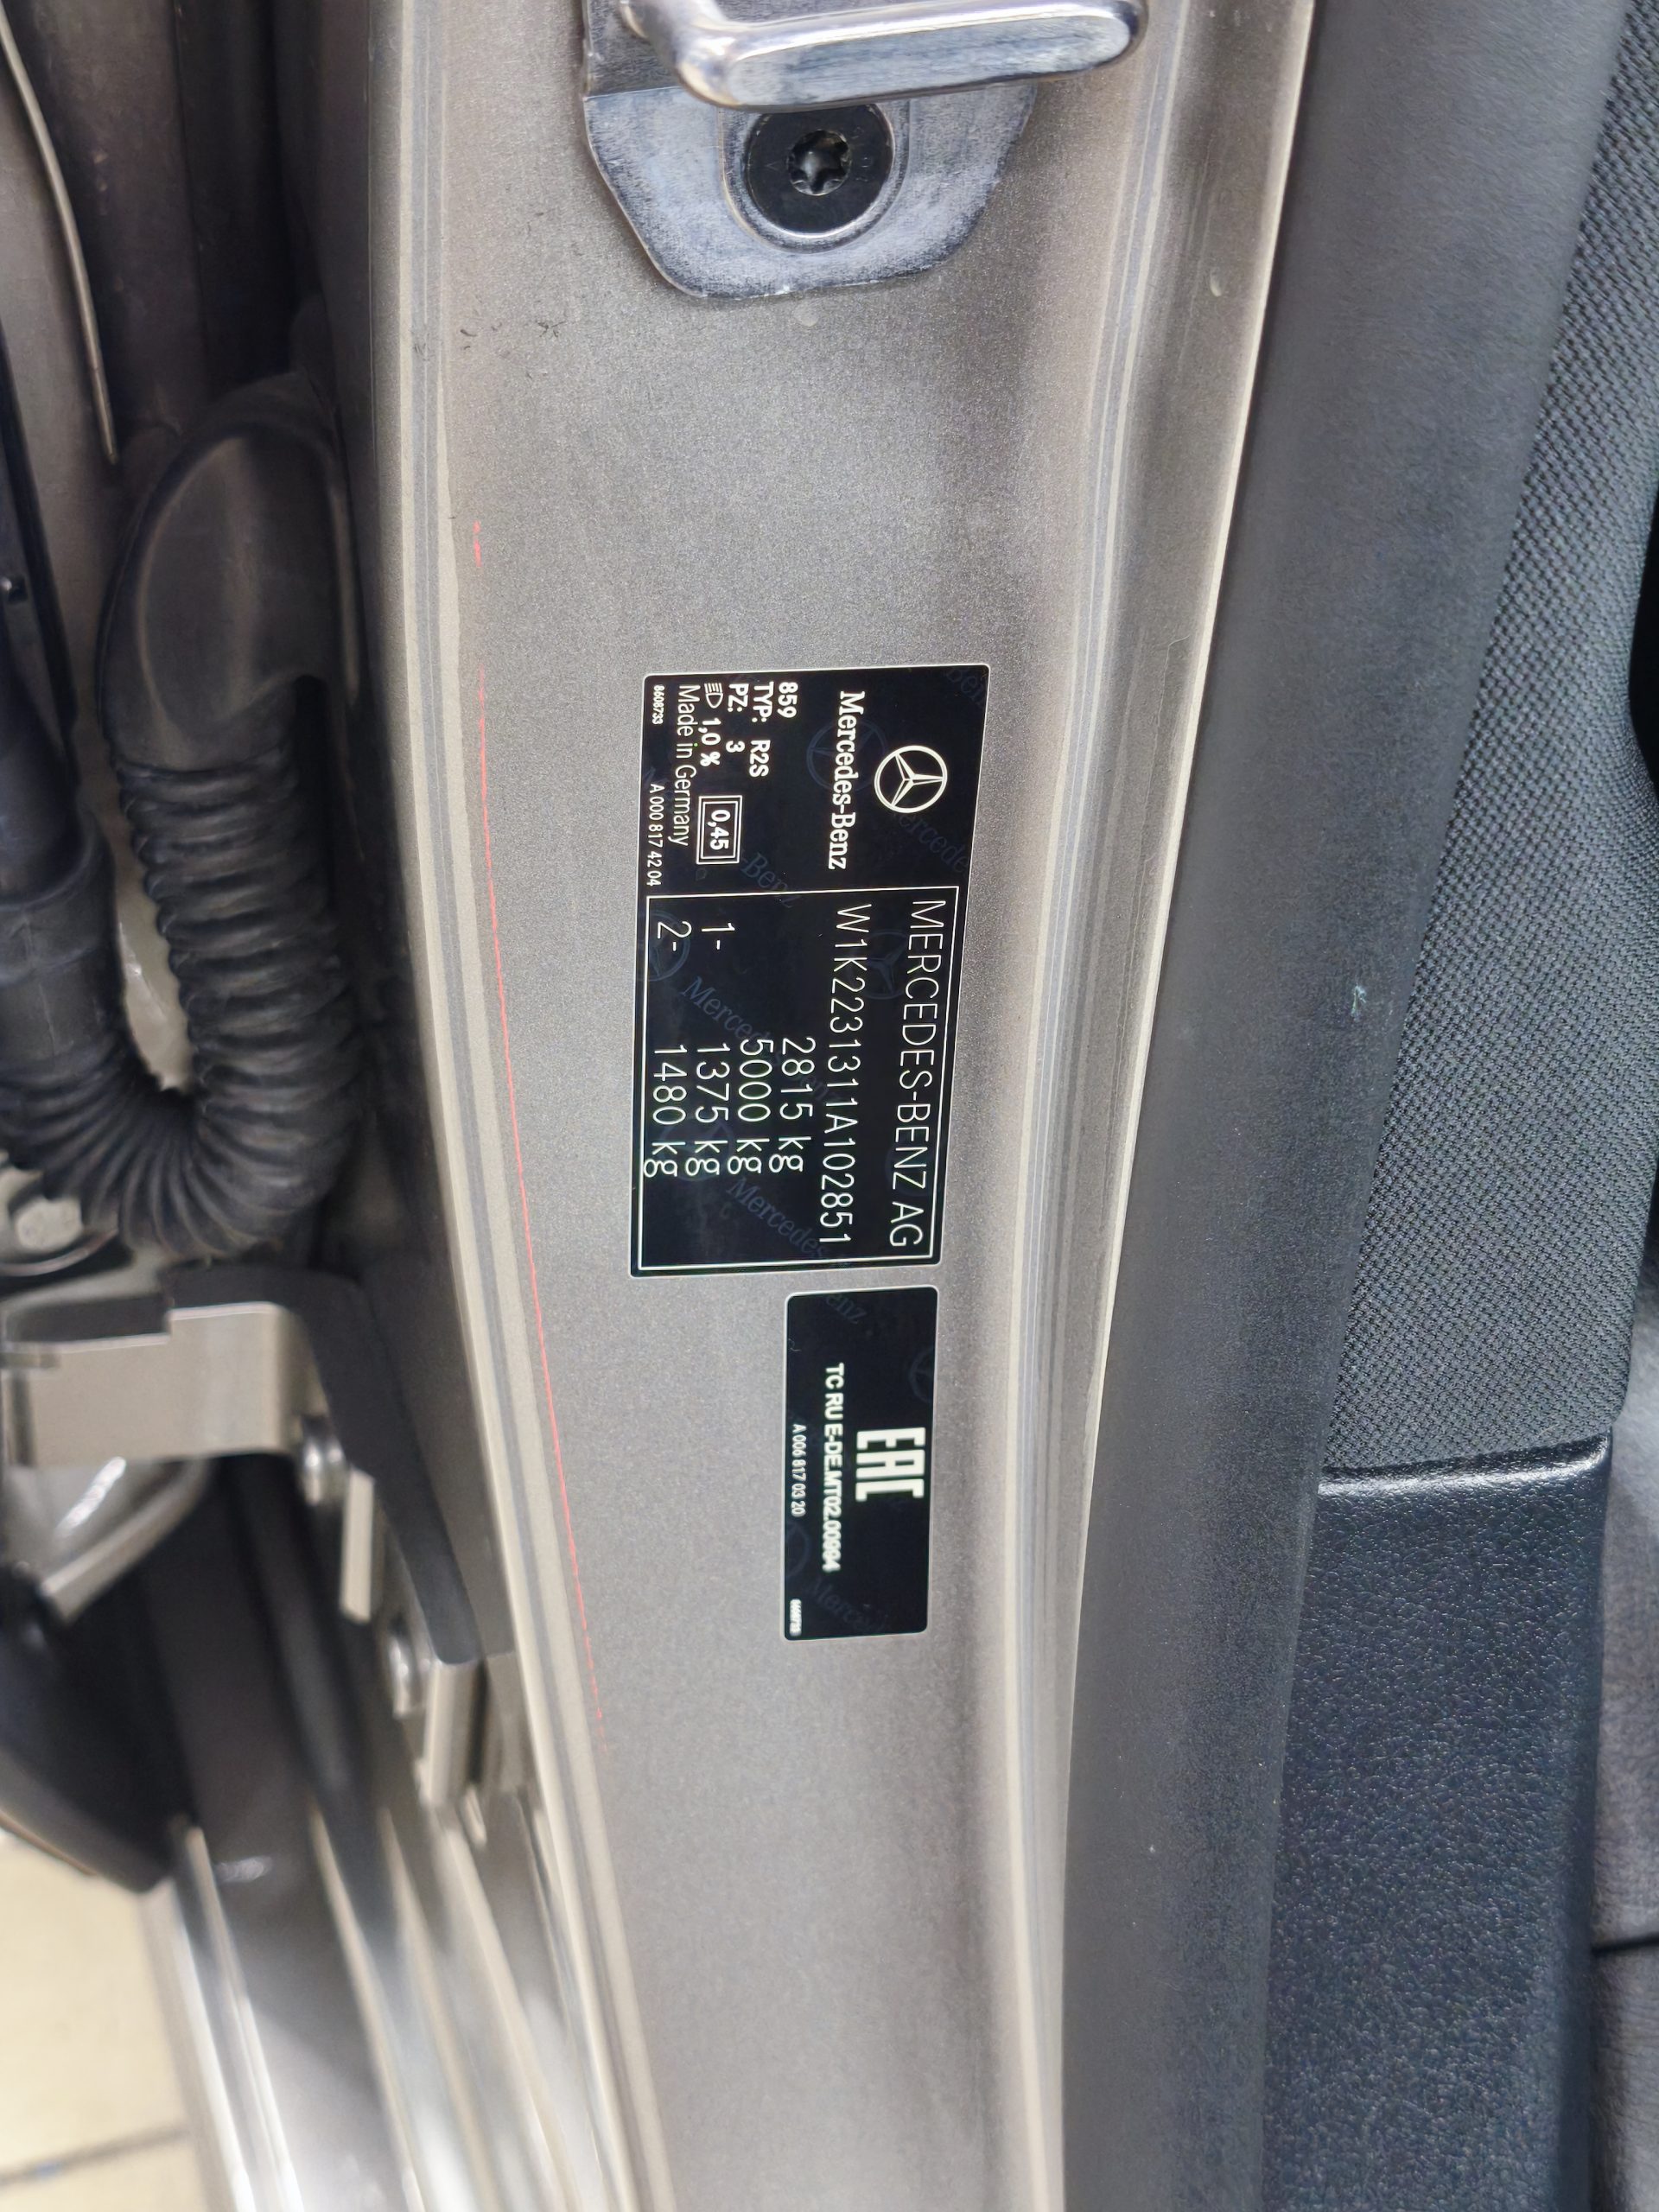 Mercedes-Benz
859
TYP: R2S
PZ: 3
1,0 % 0,45
Made in Germany
8608733 A 000 817 42 04
MERCEDES-BENZ AG
W1K2231311A102851
2815 kg
5000 kg
1- 1375 kg
2- 1480 kg
EAC
TC RU E-DE.MT02.00994
A 006 817 03 20